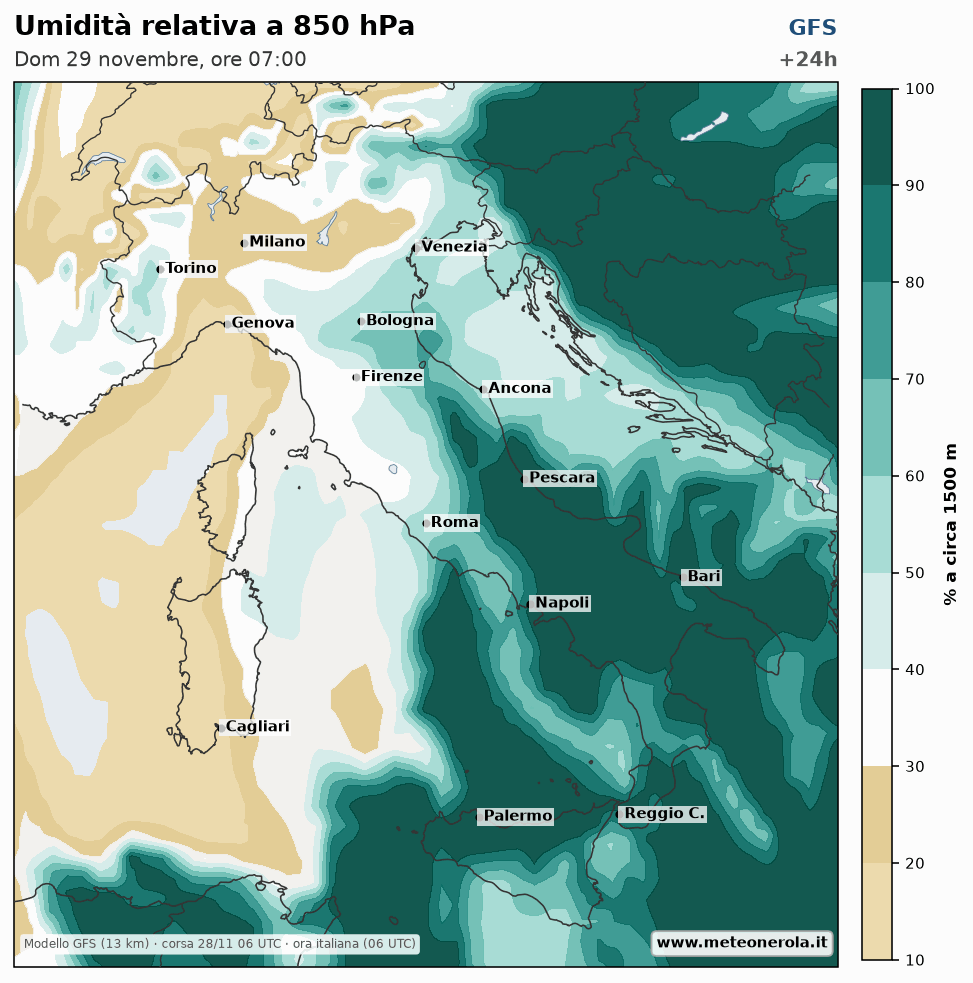 Umidità relativa a 850 hPa
GFS
Dom 29 novembre, ore 07:00
+24h
100
90
80
70
60
50
40
30
20
10
% a circa 1500 m
Milano
Venezia
Torino
Genova
Bologna
Firenze
Ancona
Pescara
Roma
Bari
Napoli
Cagliari
Palermo
Reggio C.
Modello GFS (13 km) · corsa 28/11 06 UTC · ora italiana (06 UTC)
www.meteonerola.it